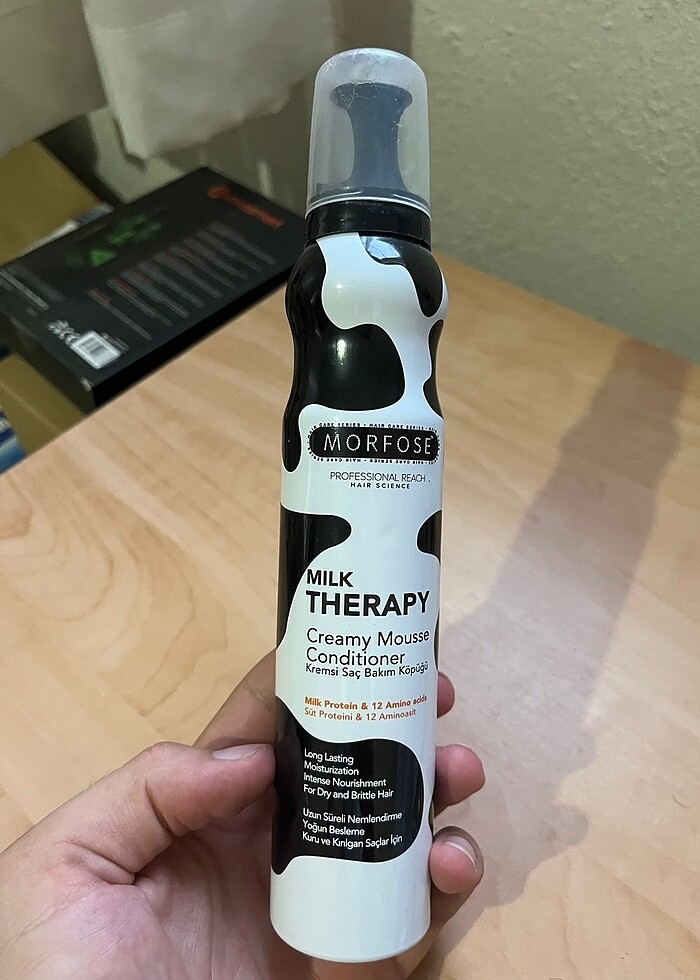 MORFOSE
PROFESSIONAL REACH
HAIR SCIENCE
MILK
THERAPY
Creamy Mousse
Conditioner
Kremsi Saç Bakım Köpüğü
Milk Protein & 12 Amino acids
Süt Proteini & 12 Aminoasit
Long Lasting
Moisturization
Intense Nourishment
For Dry and Brittle Hair
Uzun Süreli Nemlendirme
Yoğun Besleme
Kuru ve Kırılgan Saçlar İçin